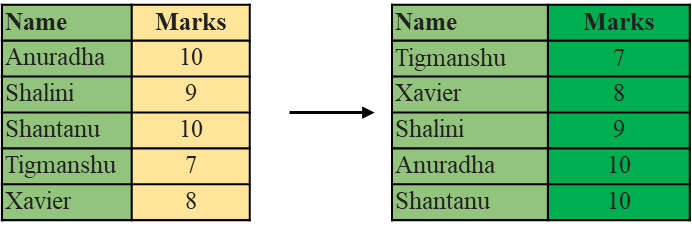 Name Marks
Anuradha 10
Shalini 9
Shantanu 10
Tigmanshu 7
Xavier 8
Name Marks
Tigmanshu 7
Xavier 8
Shalini 9
Anuradha 10
Shantanu 10